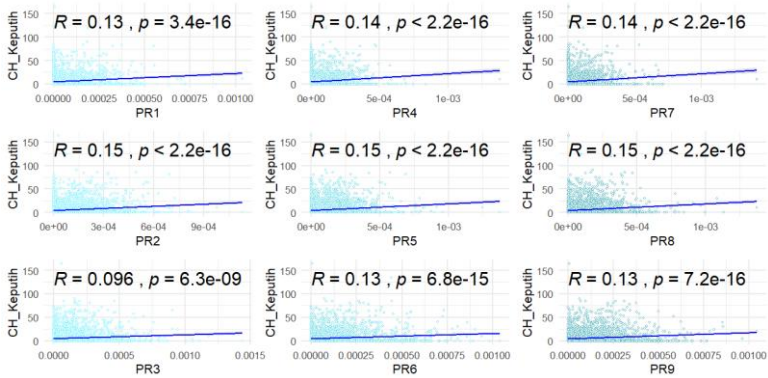 R = 0.13 , p = 3.4e-16
CH_Keputih
150
100
50
0
0.00000 0.00025 0.00050 0.00075 0.00100
PR1
R = 0.14 , p < 2.2e-16
CH_Keputih
150
100
50
0
0e+00 5e-04 1e-03
PR4
R = 0.14 , p < 2.2e-16
CH_Keputih
150
100
50
0
0e+00 5e-04 1e-03
PR7
R = 0.15 , p < 2.2e-16
CH_Keputih
150
100
50
0
0e+00 3e-04 6e-04 9e-04
PR2
R = 0.15 , p < 2.2e-16
CH_Keputih
150
100
50
0
0e+00 5e-04 1e-03
PR5
R = 0.15 , p < 2.2e-16
CH_Keputih
150
100
50
0
0e+00 5e-04 1e-03
PR8
R = 0.096 , p = 6.3e-09
CH_Keputih
150
100
50
0
0.0000 0.0005 0.0010 0.0015
PR3
R = 0.13 , p = 6.8e-15
CH_Keputih
150
100
50
0
0.00000 0.00025 0.00050 0.00075 0.00100
PR6
R = 0.13 , p = 7.2e-16
CH_Keputih
150
100
50
0
0.00000 0.00025 0.00050 0.00075 0.00100
PR9